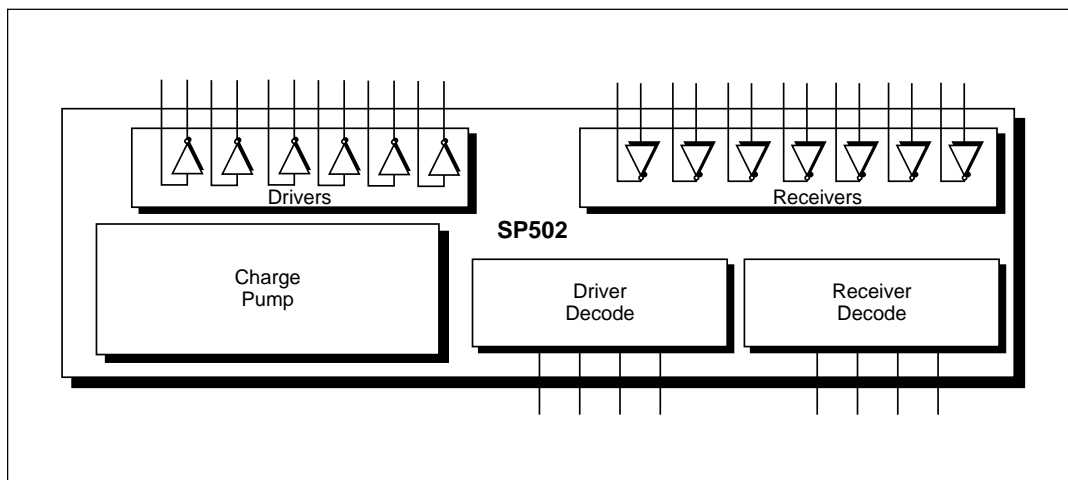 Drivers
Receivers
SP502
Charge
Pump
Driver
Decode
Receiver
Decode